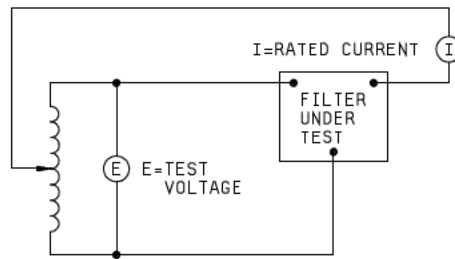 I=RATED CURRENT
I
FILTER
UNDER
TEST
E
E=TEST
VOLTAGE